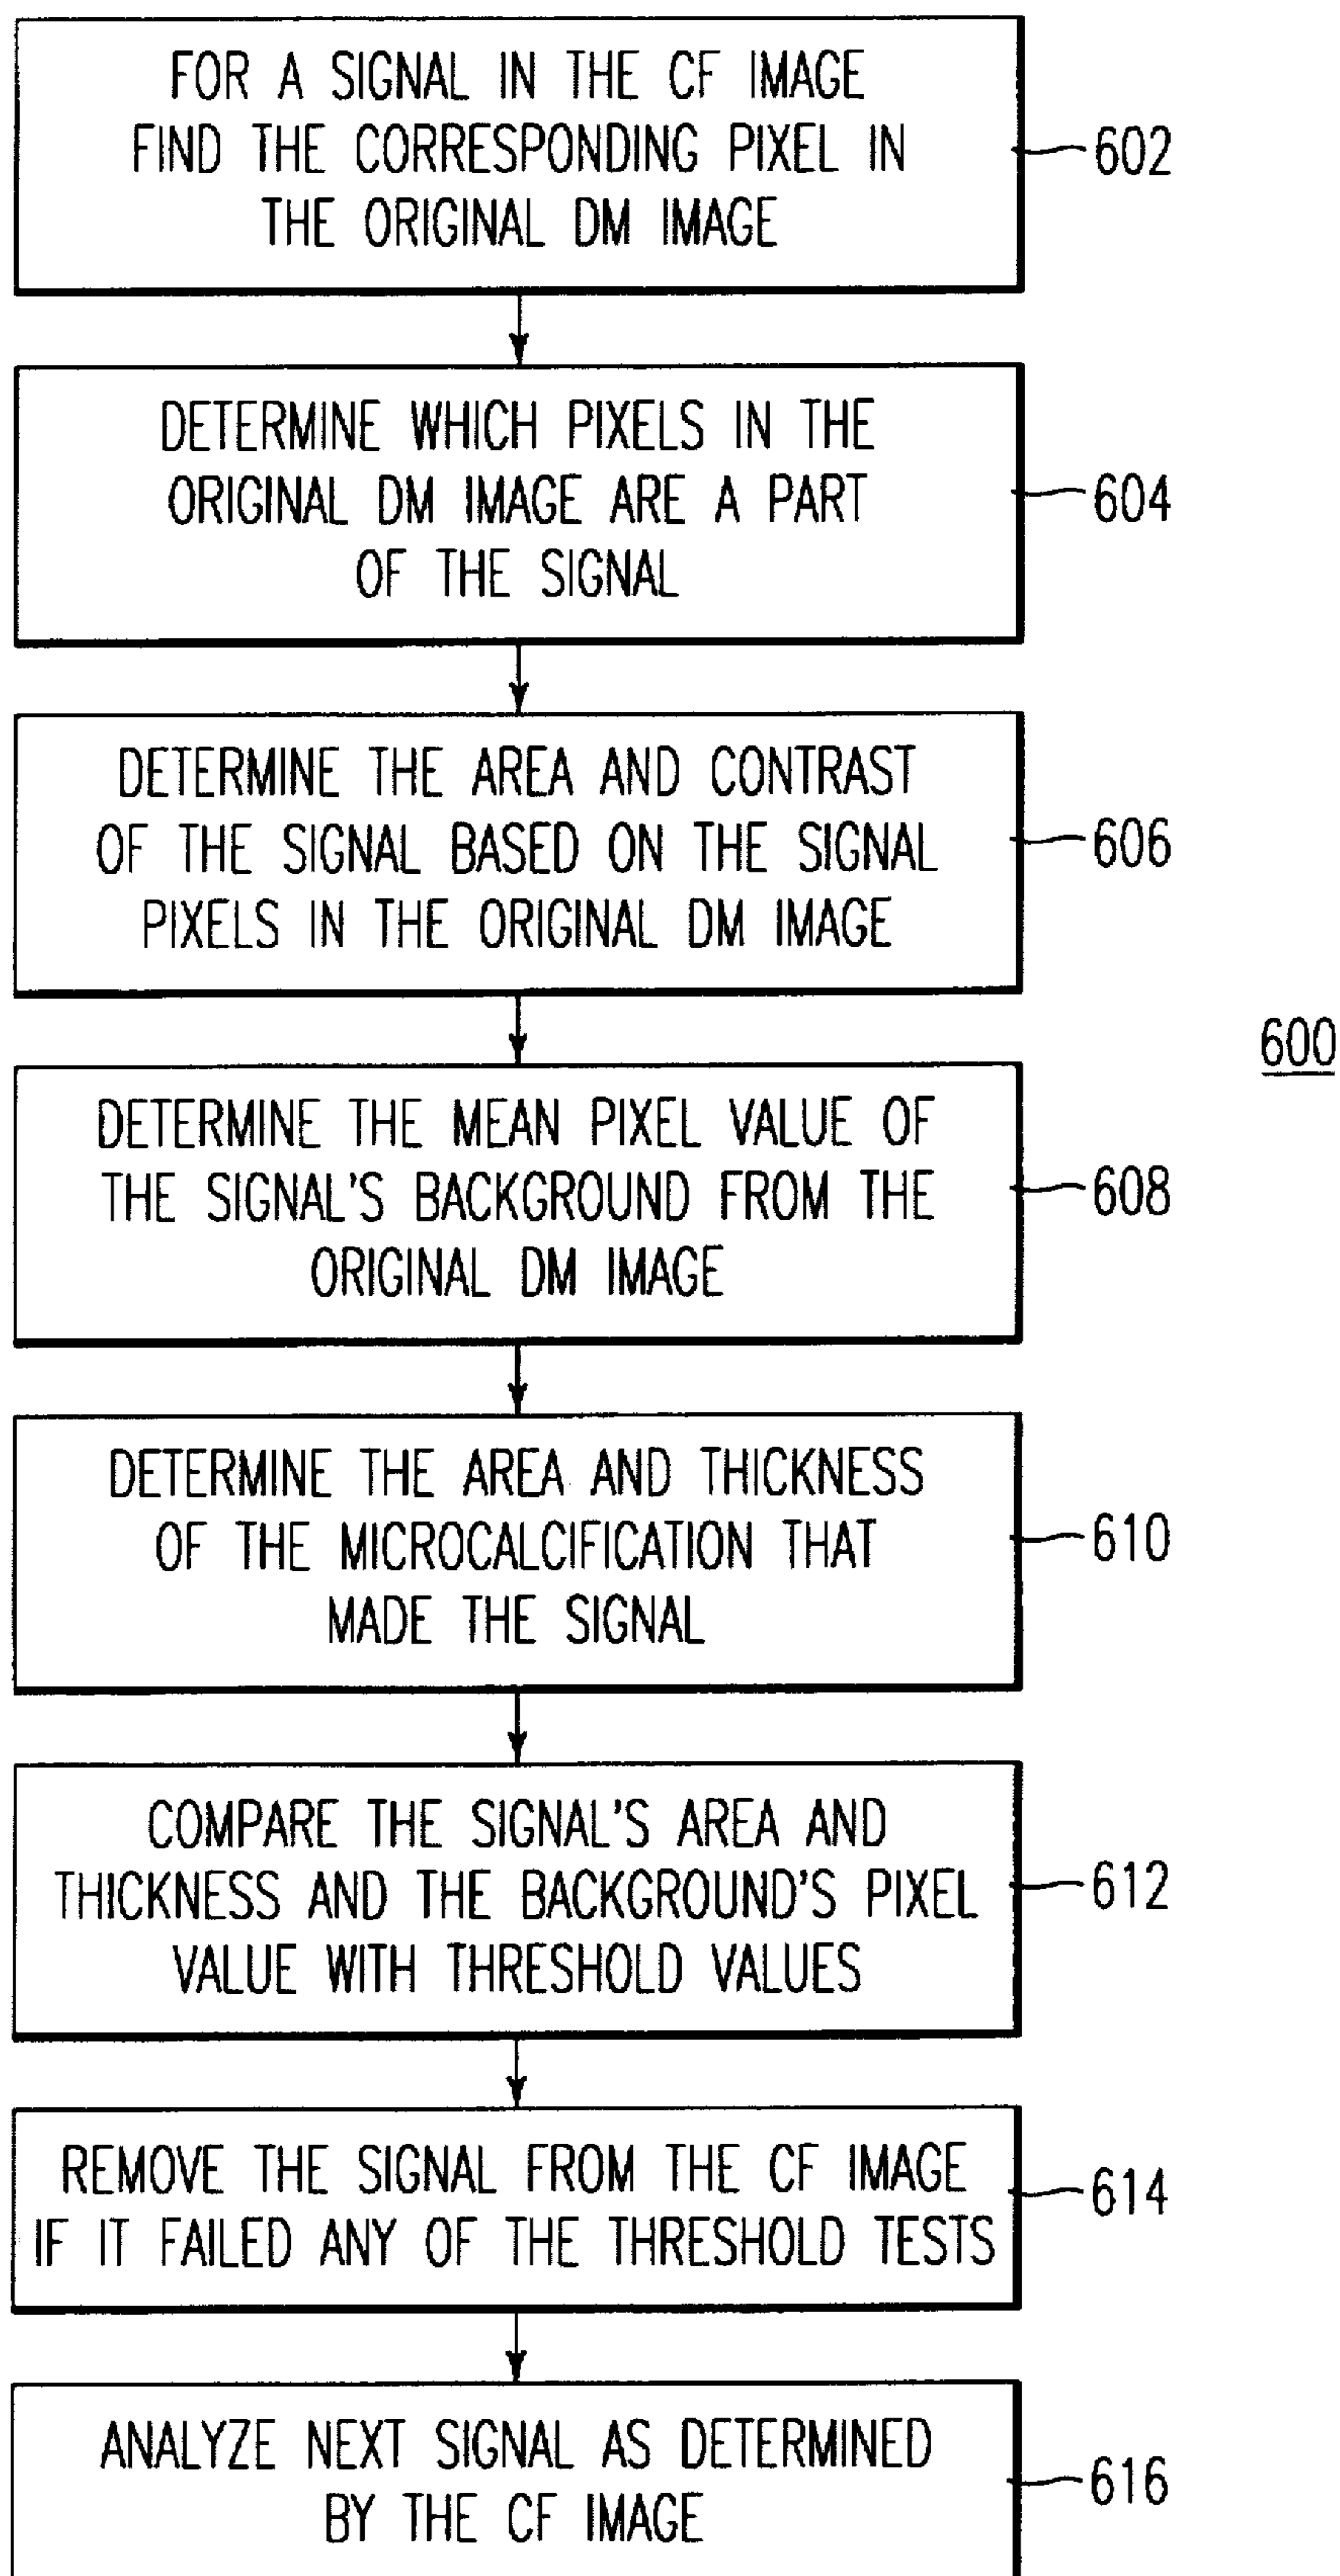 FOR A SIGNAL IN THE CF IMAGE
FIND THE CORRESPONDING PIXEL IN
THE ORIGINAL DM IMAGE
602
DETERMINE WHICH PIXELS IN THE
ORIGINAL DM IMAGE ARE A PART
OF THE SIGNAL
604
DETERMINE THE AREA AND CONTRAST
OF THE SIGNAL BASED ON THE SIGNAL
PIXELS IN THE ORIGINAL DM IMAGE
606
600
DETERMINE THE MEAN PIXEL VALUE OF
THE SIGNAL'S BACKGROUND FROM THE
ORIGINAL DM IMAGE
608
DETERMINE THE AREA AND THICKNESS
OF THE MICROCALCIFICATION THAT
MADE THE SIGNAL
610
COMPARE THE SIGNAL'S AREA AND
THICKNESS AND THE BACKGROUND'S PIXEL
VALUE WITH THRESHOLD VALUES
612
REMOVE THE SIGNAL FROM THE CF IMAGE
IF IT FAILED ANY OF THE THRESHOLD TESTS
614
ANALYZE NEXT SIGNAL AS DETERMINED
BY THE CF IMAGE
616